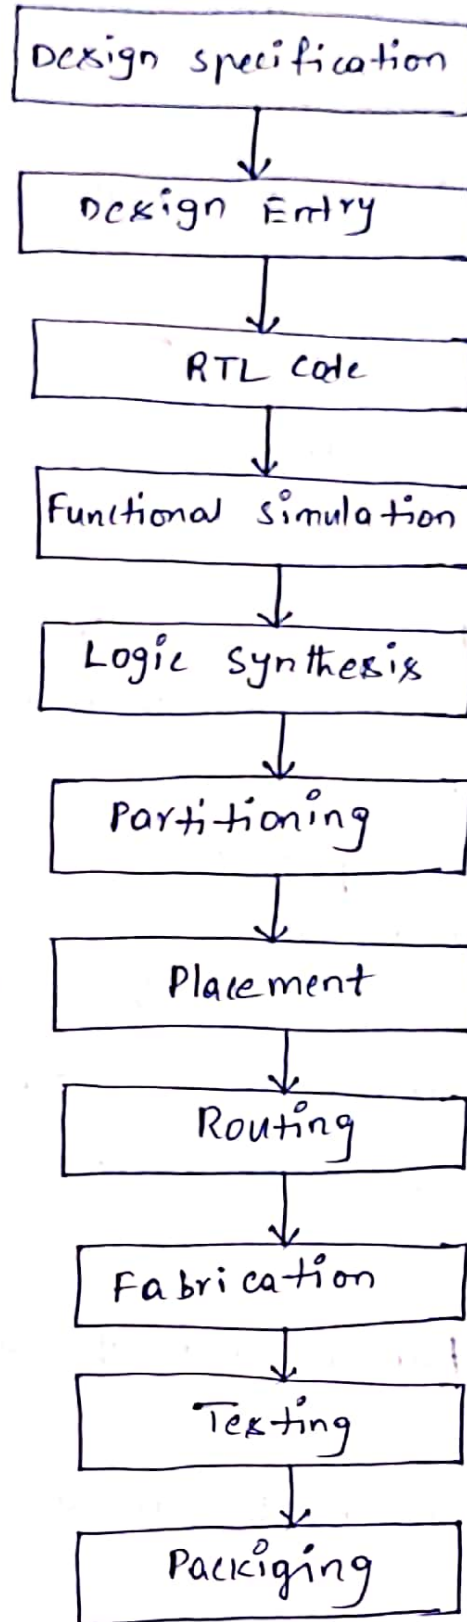 Design specification
Design Entry
RTL Code
Functional simulation
Logic synthesis
Partitioning
Placement
Routing
Fabrication
Testing
Packiging